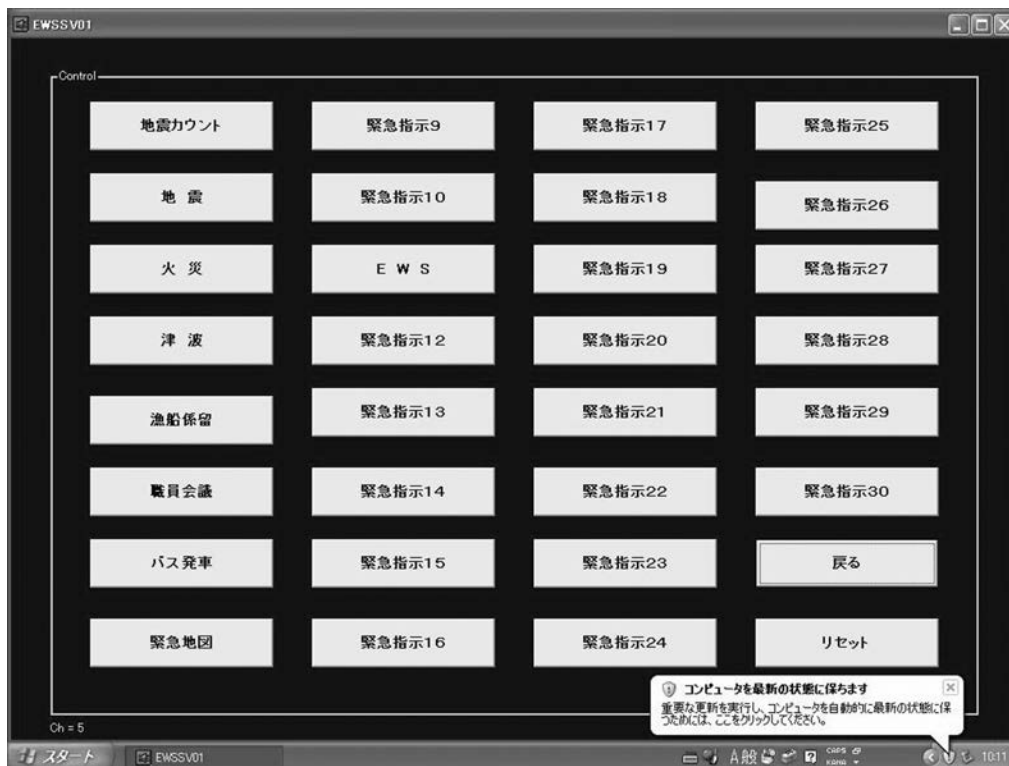 EWSSV01
Control
地震カウント 緊急指示9 緊急指示17 緊急指示25
地 震 緊急指示10 緊急指示18 緊急指示26
火 災 E W S 緊急指示19 緊急指示27
津 波 緊急指示12 緊急指示20 緊急指示28
漁船係留 緊急指示13 緊急指示21 緊急指示29
職員会議 緊急指示14 緊急指示22 緊急指示30
バス発車 緊急指示15 緊急指示23 戻る
緊急地図 緊急指示16 緊急指示24 リセット
コンピュータを最新の状態に保ちます
重要な更新を実行し、コンピュータを自動的に最新の状態に保
つためには、ここをクリックしてください。
Ch = 5
スタート EWSSV01 A般 CAPS KANA 10:11